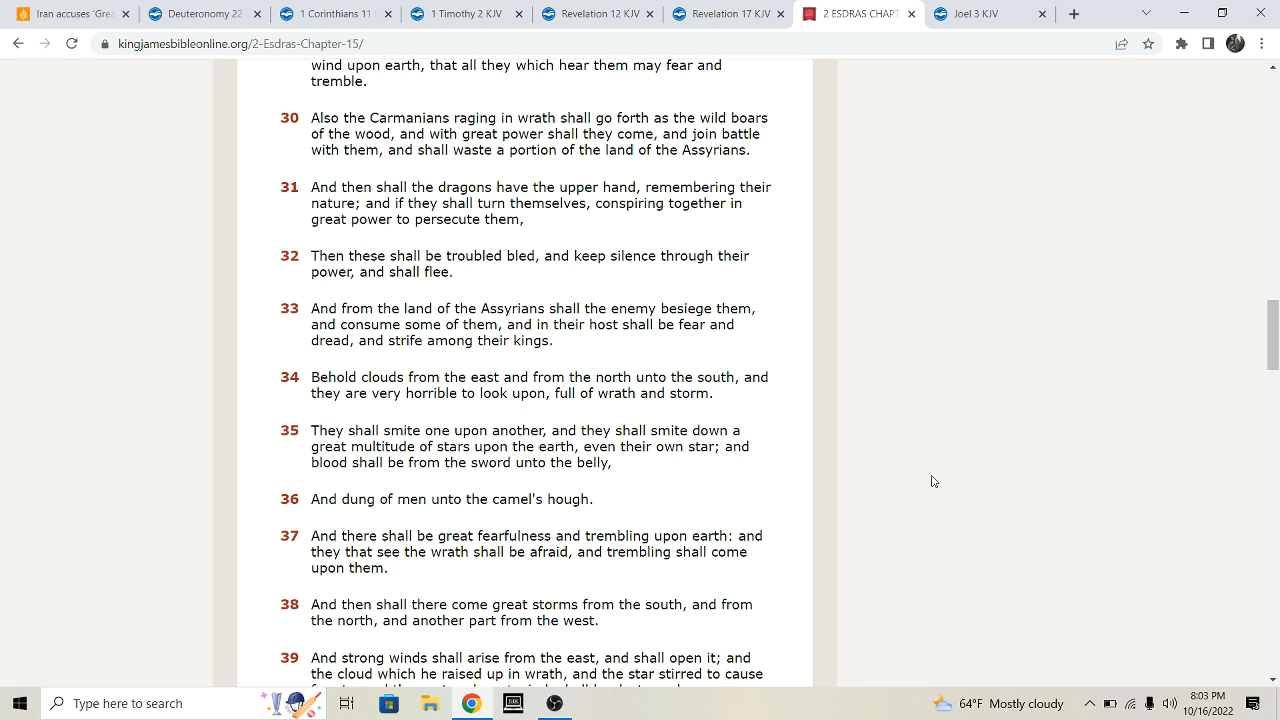 Iran accuses
Deuteronomy 22
1 Corinthians 11
1 Timothy 2 KJV
Revelation 12 KJV
Revelation 17 KJV
2 ESDRAS CHAPT
Joel 3 KJV
kingjamesbibleonline.org/2-Esdras-Chapter-15/
wind upon earth, that all they which hear them may fear and
tremble.
30 Also the Carmanians raging in wrath shall go forth as the wild boars
of the wood, and with great power shall they come, and join battle
with them, and shall waste a portion of the land of the Assyrians.
31 And then shall the dragons have the upper hand, remembering their
nature; and if they shall turn themselves, conspiring together in
great power to persecute them,
32 Then these shall be troubled bled, and keep silence through their
power, and shall flee.
33 And from the land of the Assyrians shall the enemy besiege them,
and consume some of them, and in their host shall be fear and
dread, and strife among their kings.
34 Behold clouds from the east and from the north unto the south, and
they are very horrible to look upon, full of wrath and storm.
35 They shall smite one upon another, and they shall smite down a
great multitude of stars upon the earth, even their own star; and
blood shall be from the sword unto the belly,
36 And dung of men unto the camel's hough.
37 And there shall be great fearfulness and trembling upon earth: and
they that see the wrath shall be afraid, and trembling shall come
upon them.
38 And then shall there come great storms from the south, and from
the north, and another part from the west.
39 And strong winds shall arise from the east, and shall open it; and
the cloud which he raised up in wrath, and the star stirred to cause
Type here to search
64°F Mostly cloudy
8:03 PM
10/16/2022